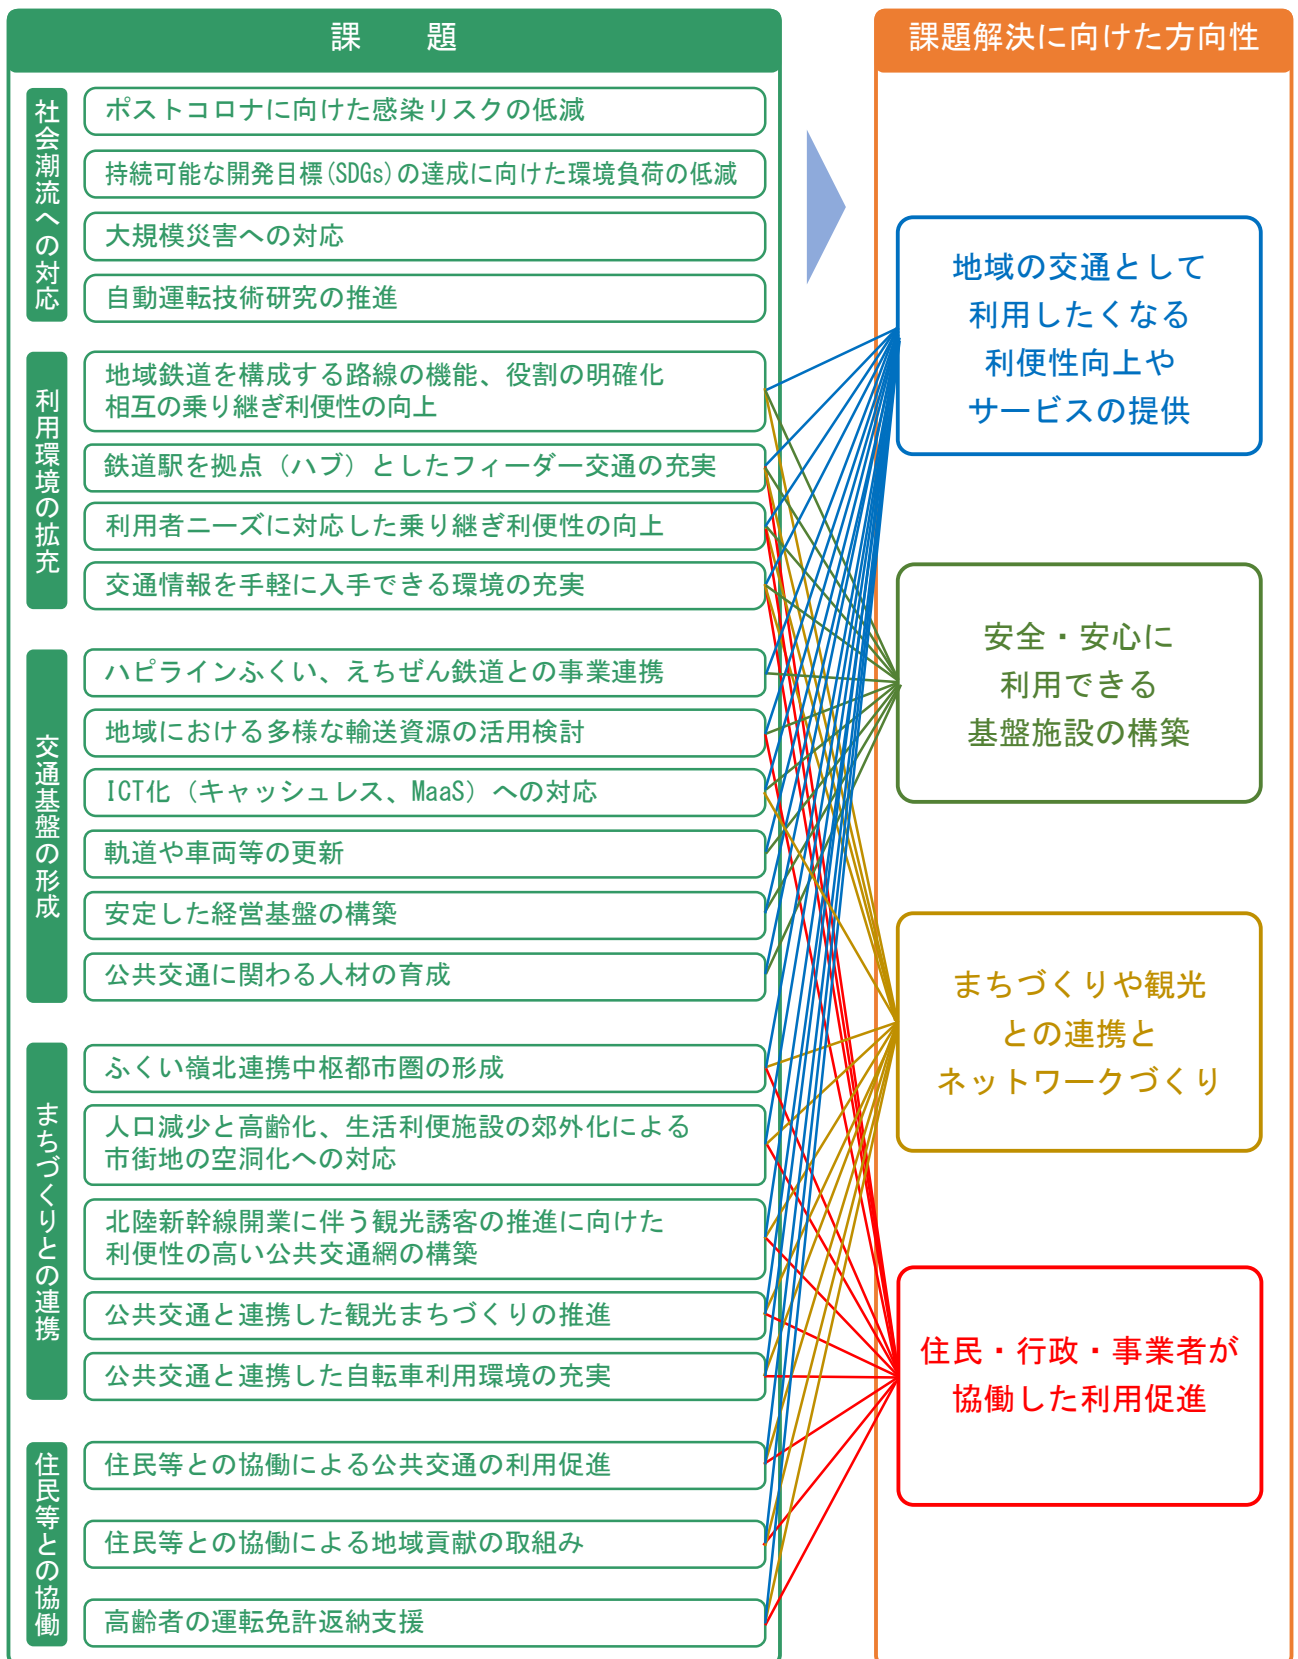 課　題
社会潮流への対応
ポストコロナに向けた感染リスクの低減
持続可能な開発目標(SDGs)の達成に向けた環境負荷の低減
大規模災害への対応
自動運転技術研究の推進
利用環境の拡充
地域鉄道を構成する路線の機能、役割の明確化
相互の乗り継ぎ利便性の向上
鉄道駅を拠点（ハブ）としたフィーダー交通の充実
利用者ニーズに対応した乗り継ぎ利便性の向上
交通情報を手軽に入手できる環境の充実
交通基盤の形成
ハピラインふくい、えちぜん鉄道との事業連携
地域における多様な輸送資源の活用検討
ICT化（キャッシュレス、MaaS）への対応
軌道や車両等の更新
安定した経営基盤の構築
公共交通に関わる人材の育成
まちづくりとの連携
ふくい嶺北連携中枢都市圏の形成
人口減少と高齢化、生活利便施設の郊外化による
市街地の空洞化への対応
北陸新幹線開業に伴う観光誘客の推進に向けた
利便性の高い公共交通網の構築
公共交通と連携した観光まちづくりの推進
公共交通と連携した自転車利用環境の充実
住民等との協働
住民等との協働による公共交通の利用促進
住民等との協働による地域貢献の取組み
高齢者の運転免許返納支援
課題解決に向けた方向性
地域の交通として
利用したくなる
利便性向上や
サービスの提供
安全・安心に
利用できる
基盤施設の構築
まちづくりや観光
との連携と
ネットワークづくり
住民・行政・事業者が
協働した利用促進